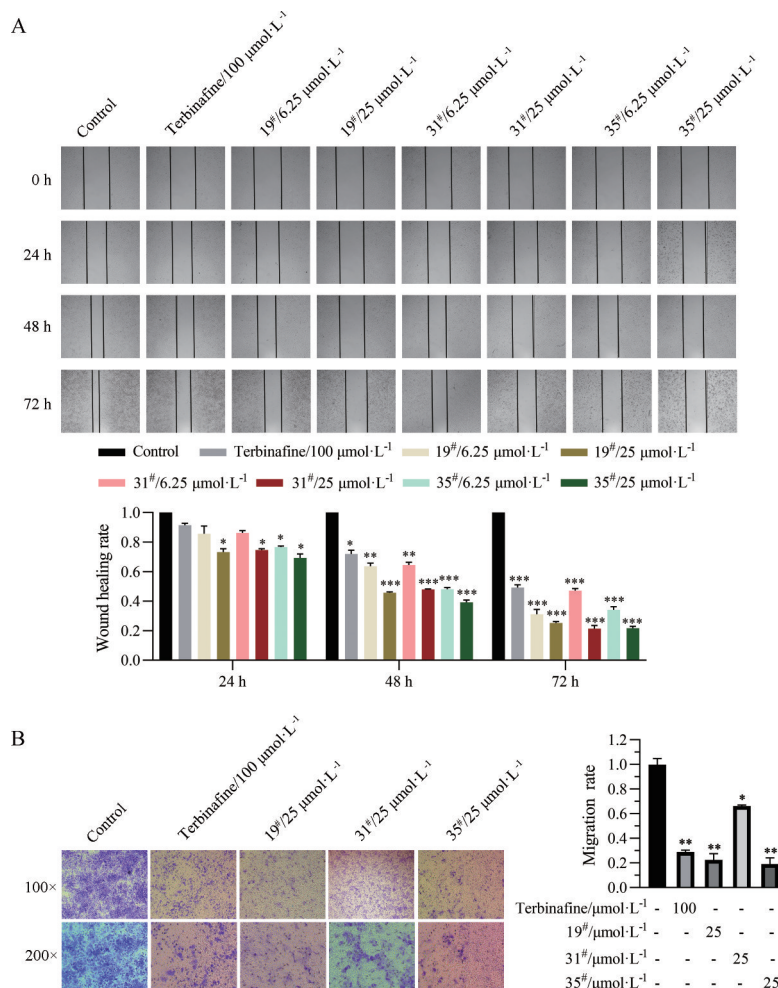 A
Control
Terbinafine/100 μmol·L⁻¹
19#/6.25 μmol·L⁻¹
19#/25 μmol·L⁻¹
31#/6.25 μmol·L⁻¹
31#/25 μmol·L⁻¹
35#/6.25 μmol·L⁻¹
35#/25 μmol·L⁻¹
0 h
24 h
48 h
72 h
Control Terbinafine/100 μmol·L⁻¹ 19#/6.25 μmol·L⁻¹ 19#/25 μmol·L⁻¹
31#/6.25 μmol·L⁻¹ 31#/25 μmol·L⁻¹ 35#/6.25 μmol·L⁻¹ 35#/25 μmol·L⁻¹
Wound healing rate
1.0
0.8
0.6
0.4
0.2
0.0
* * * *
* ** *** ** *** *** ***
*** *** *** *** *** *** ***
24 h 48 h 72 h
B
Control
Terbinafine/100 μmol·L⁻¹
19#/25 μmol·L⁻¹
31#/25 μmol·L⁻¹
35#/25 μmol·L⁻¹
100×
200×
Migration rate
1.2
1.0
0.8
0.6
0.4
0.2
0.0
** ** * **
Terbinafine/μmol·L⁻¹ - 100 - - -
19#/μmol·L⁻¹ - - 25 - -
31#/μmol·L⁻¹ - - - 25 -
35#/μmol·L⁻¹ - - - - 25